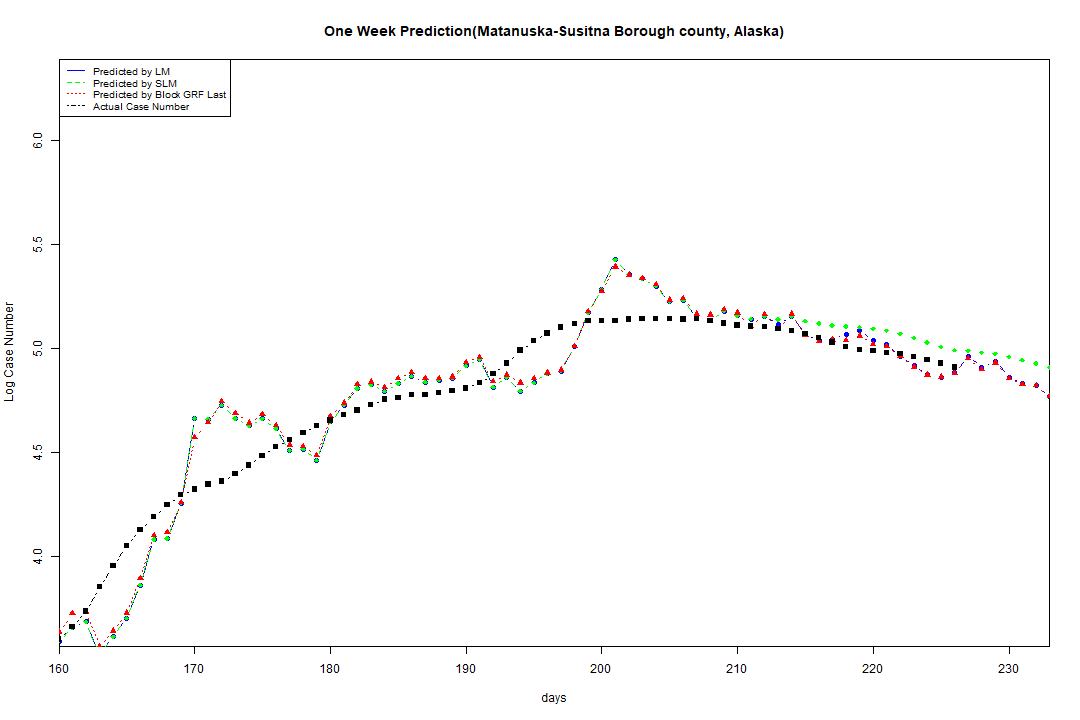 One Week Prediction(Matanuska-Susitna Borough county, Alaska)
Predicted by LM
Predicted by SLM
Predicted by Block GRF Last
Actual Case Number
Log Case Number
6.0
5.5
5.0
4.5
4.0
160 170 180 190 200 210 220 230
days